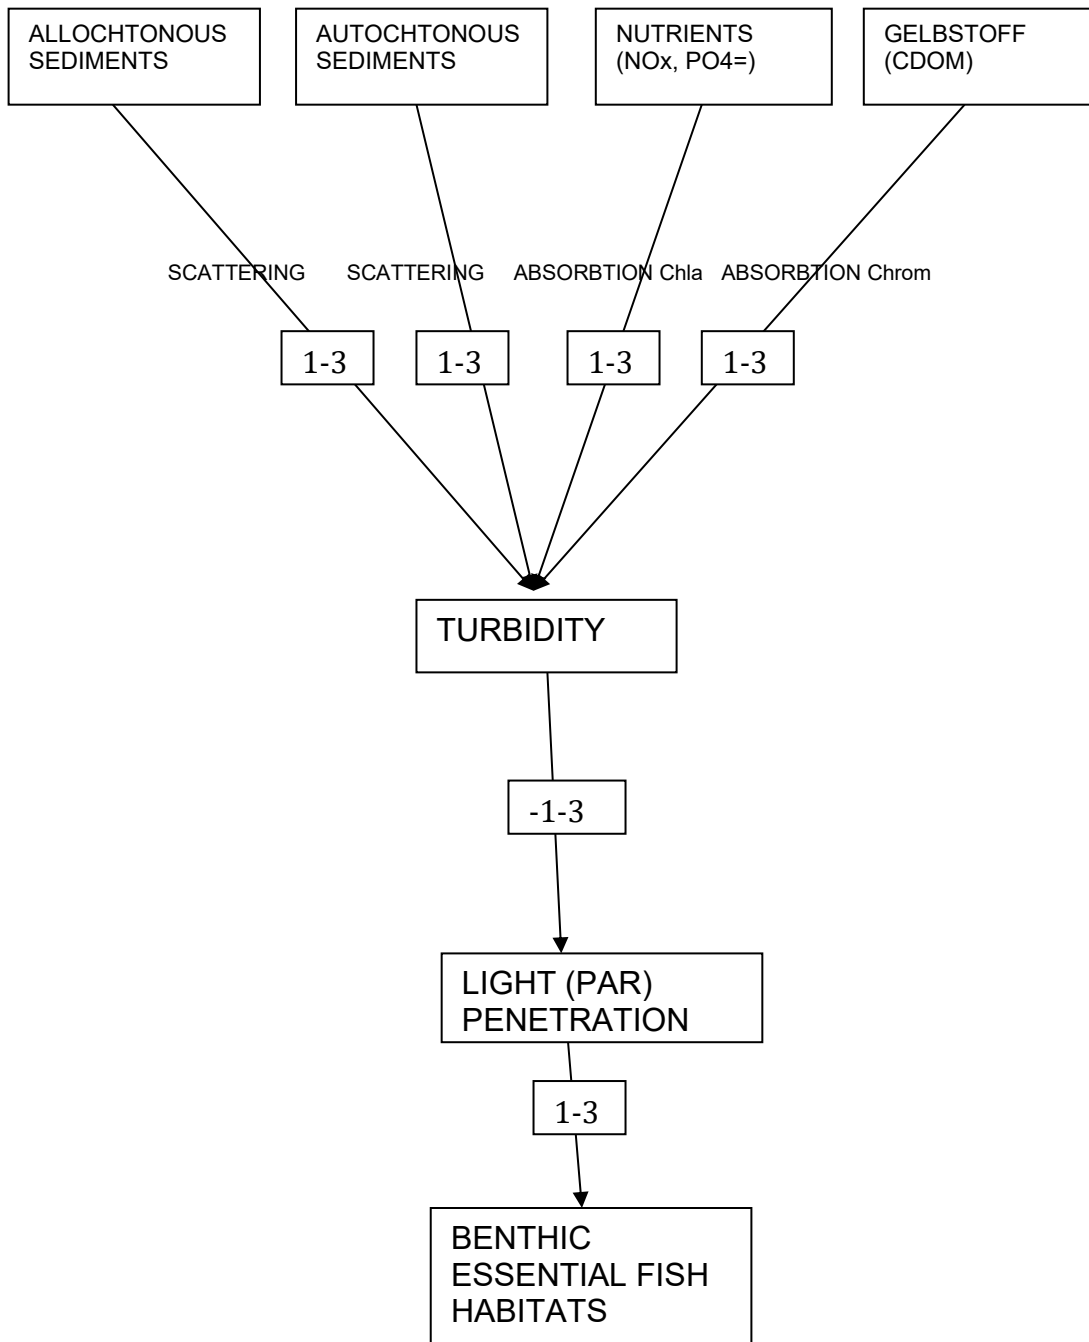 ALLOCHTONOUS
SEDIMENTS
AUTOCHTONOUS
SEDIMENTS
NUTRIENTS
(NOx, PO4=)
GELBSTOFF
(CDOM)
SCATTERING
SCATTERING
ABSORBTION Chla
ABSORBTION Chrom
1-3
1-3
1-3
1-3
TURBIDITY
-1-3
LIGHT (PAR)
PENETRATION
1-3
BENTHIC
ESSENTIAL FISH
HABITATS